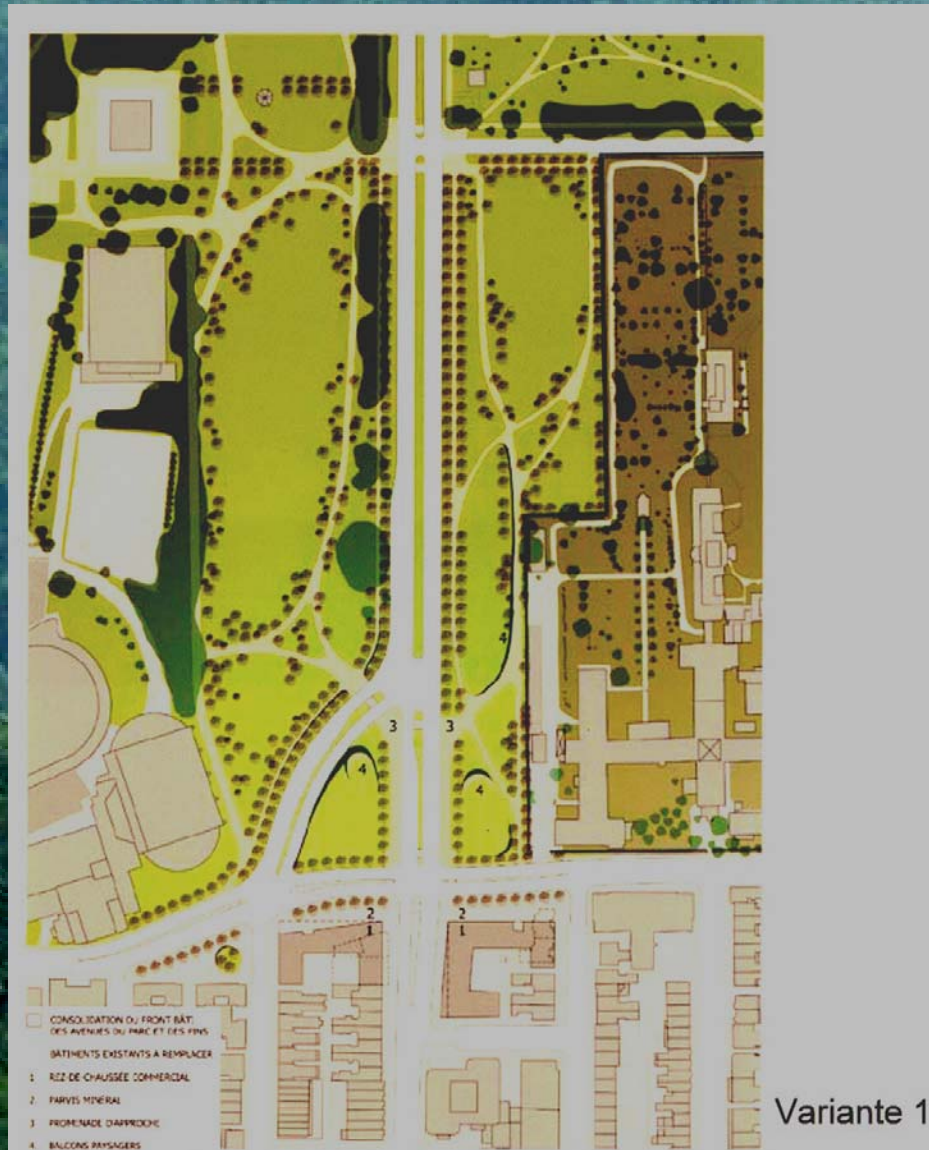 4
3
3
4
4
2
2
1
1
CONSOLIDATION DU FRONT BÂTI
DES AVENUES DU PARC ET DES PINS
BÂTIMENTS EXISTANTS À REMPLACER
1 REZ-DE-CHAUSSÉE COMMERCIAL
2 PARVIS MINÉRAL
3 PROMENADE D'APPROCHE
4 BALCONS PAYSAGERS
Variante 1